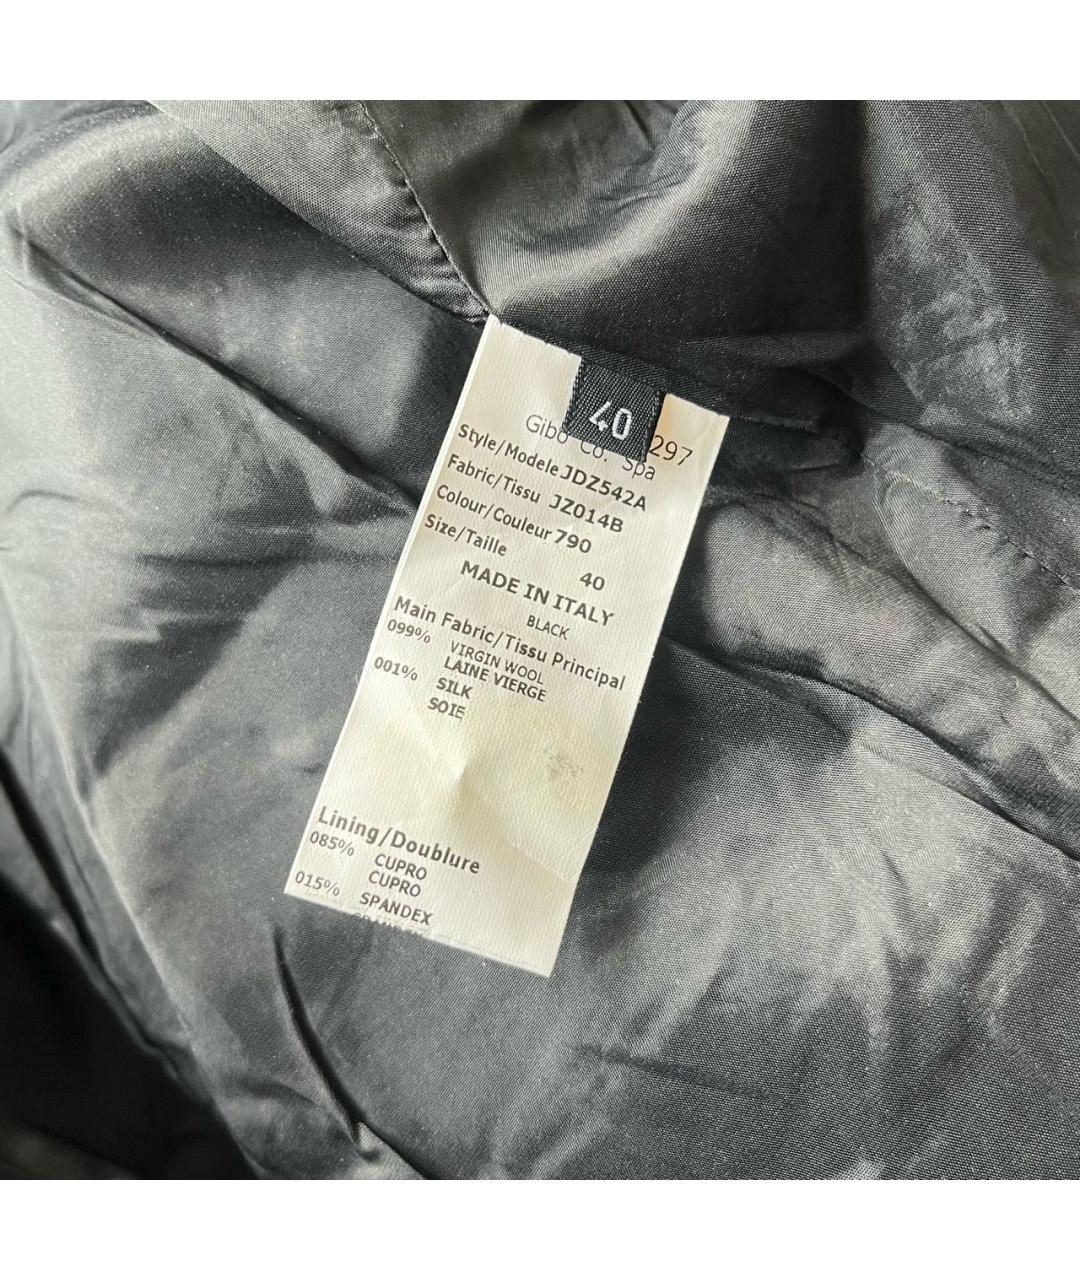 40
Gibo Co. Spa 297
Style/Modele JDZ542A
Fabric/Tissu JZ014B
Colour/Couleur 790
Size/Taille 40
MADE IN ITALY
BLACK
Main Fabric/Tissu Principal
099% VIRGIN WOOL
LAINE VIERGE
001% SILK
SOIE
Lining/Doublure
085% CUPRO
CUPRO
015% SPANDEX